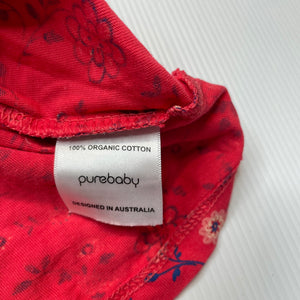 100% ORGANIC COTTON
purebaby
DESIGNED IN AUSTRALIA